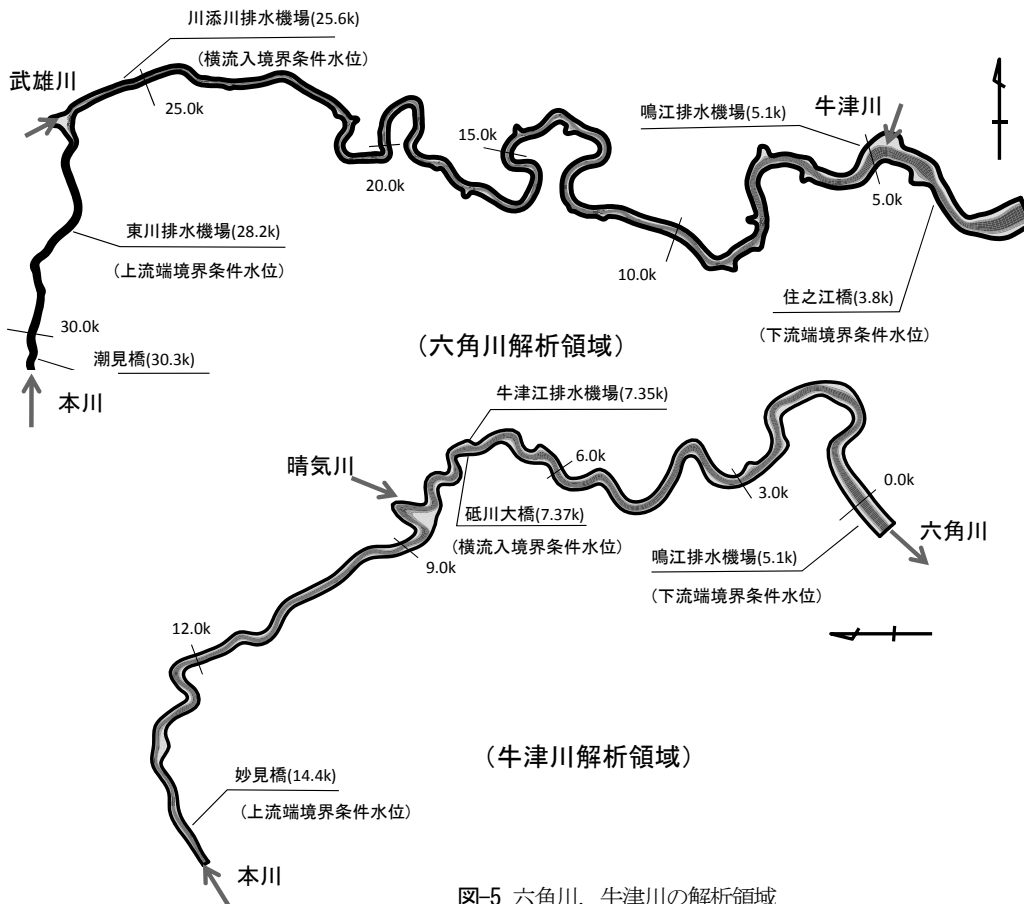 川添川排水機場(25.6k)
(横流入境界条件水位)
武雄川
25.0k
20.0k
15.0k
鳴江排水機場(5.1k)
牛津川
5.0k
東川排水機場(28.2k)
(上流端境界条件水位)
10.0k
住之江橋(3.8k)
(下流端境界条件水位)
30.0k
潮見橋(30.3k)
本川
(六角川解析領域)
牛津江排水機場(7.35k)
晴気川
6.0k
3.0k
0.0k
砥川大橋(7.37k)
(横流入境界条件水位)
六角川
9.0k
鳴江排水機場(5.1k)
(下流端境界条件水位)
12.0k
(牛津川解析領域)
妙見橋(14.4k)
(上流端境界条件水位)
本川
図-5 六角川，牛津川の解析領域